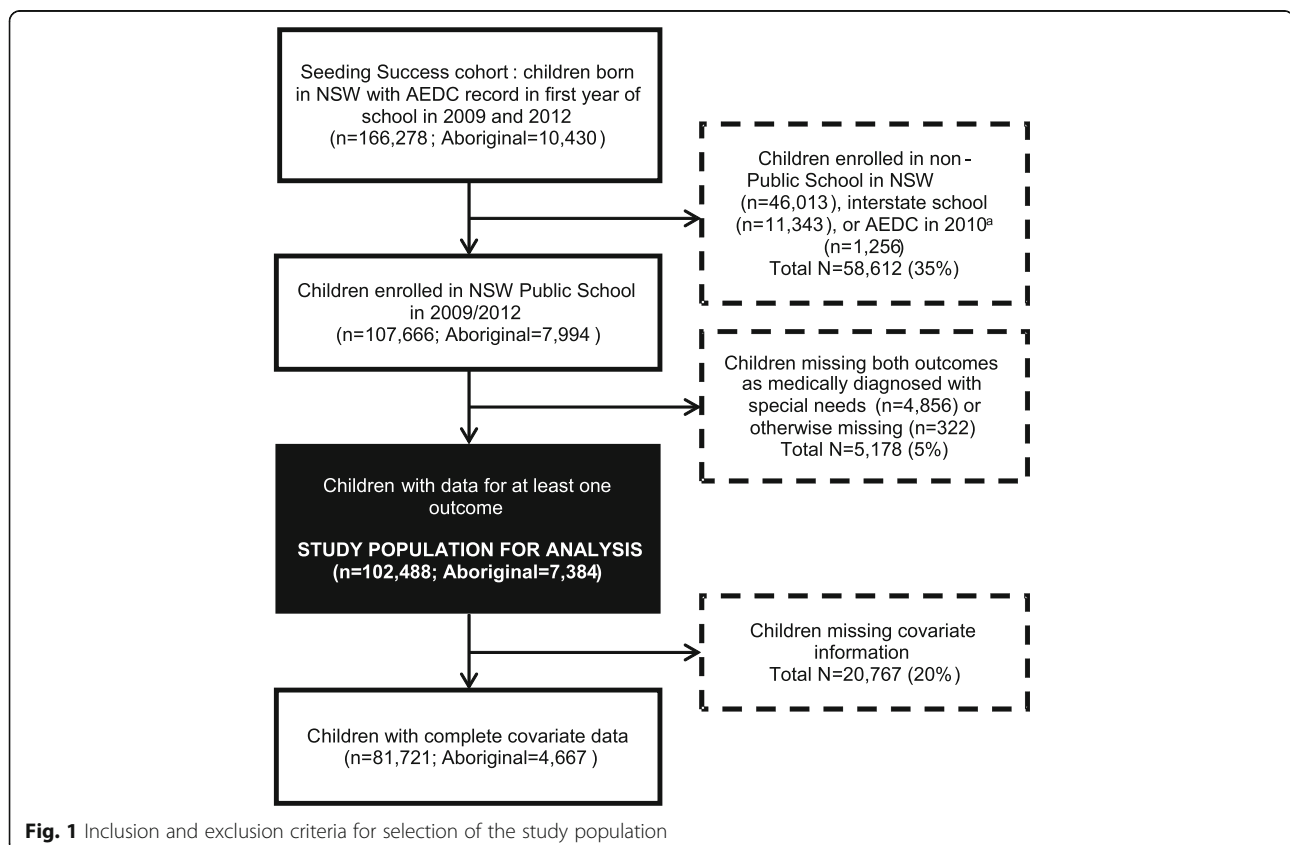 Seeding Success cohort : children born
in NSW with AEDC record in first year of
school in 2009 and 2012
(n=166,278; Aboriginal=10,430)
Children enrolled in non-
Public School in NSW
(n=46,013), interstate school
(n=11,343), or AEDC in 2010a
(n=1,256)
Total N=58,612 (35%)
Children enrolled in NSW Public School
in 2009/2012
(n=107,666; Aboriginal=7,994 )
Children missing both outcomes
as medically diagnosed with
special needs (n=4,856) or
otherwise missing (n=322)
Total N=5,178 (5%)
Children with data for at least one
outcome
STUDY POPULATION FOR ANALYSIS
(n=102,488; Aboriginal=7,384)
Children missing covariate
information
Total N=20,767 (20%)
Children with complete covariate data
(n=81,721; Aboriginal=4,667 )
Fig. 1 Inclusion and exclusion criteria for selection of the study population